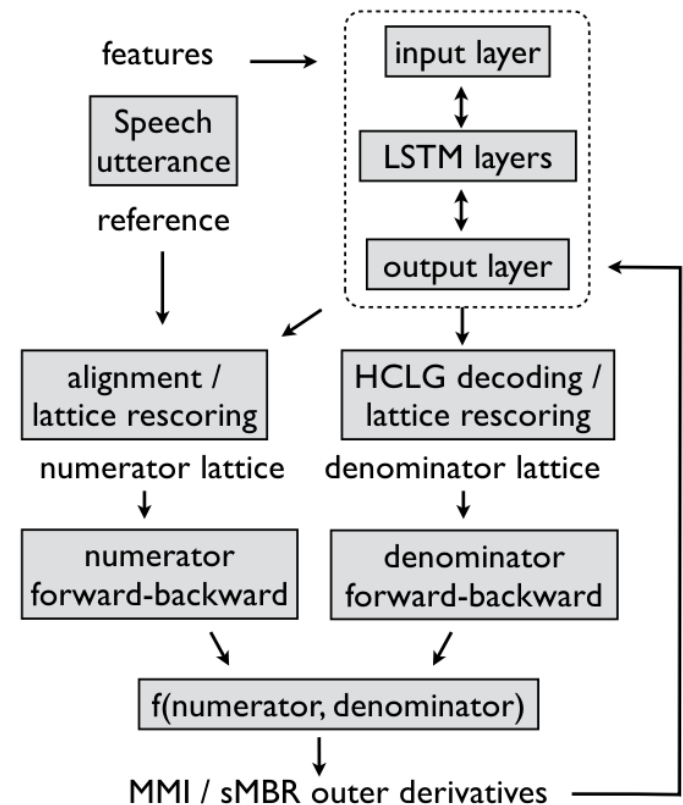 features
input layer
Speech
utterance
LSTM layers
reference
output layer
alignment /
lattice rescoring
HCLG decoding /
lattice rescoring
numerator lattice
denominator lattice
numerator
forward-backward
denominator
forward-backward
f(numerator, denominator)
MMI / sMBR outer derivatives